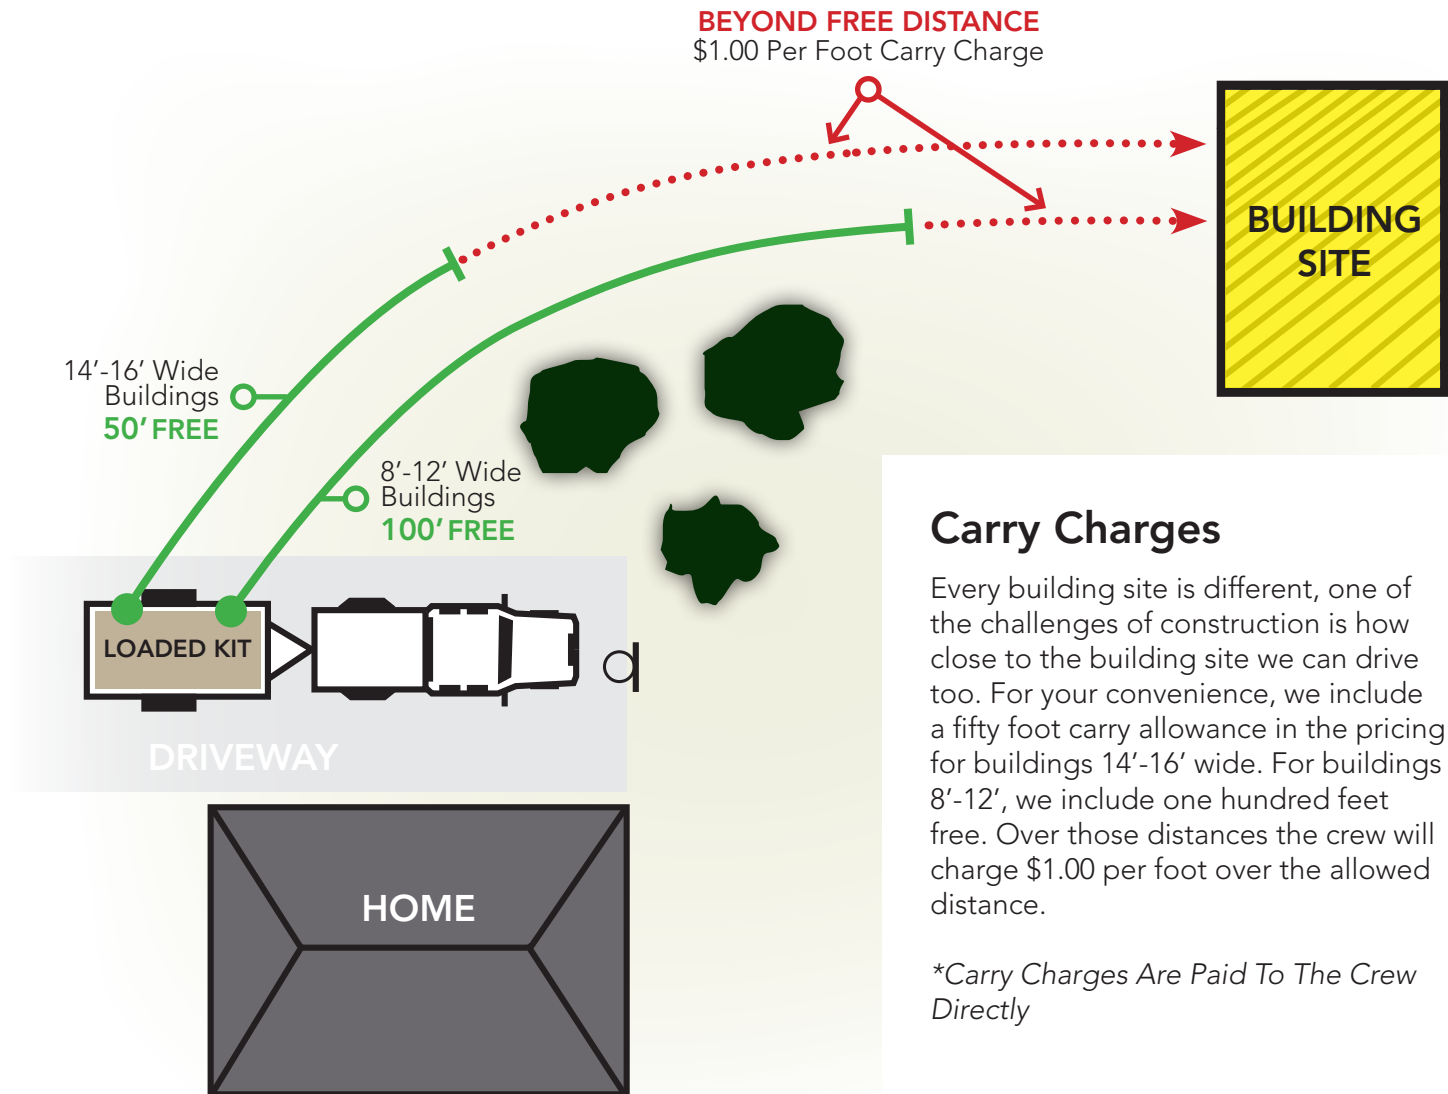 BEYOND FREE DISTANCE
$1.00 Per Foot Carry Charge
BUILDING
SITE
14’-16’ Wide
Buildings
50’ FREE
8’-12’ Wide
Buildings
100’ FREE
LOADED KIT
DRIVEWAY
HOME
Carry Charges
Every building site is different, one of
the challenges of construction is how
close to the building site we can drive
too. For your convenience, we include
a fifty foot carry allowance in the pricing
for buildings 14’-16’ wide. For buildings
8’-12’, we include one hundred feet
free. Over those distances the crew will
charge $1.00 per foot over the allowed
distance.
*Carry Charges Are Paid To The Crew
Directly